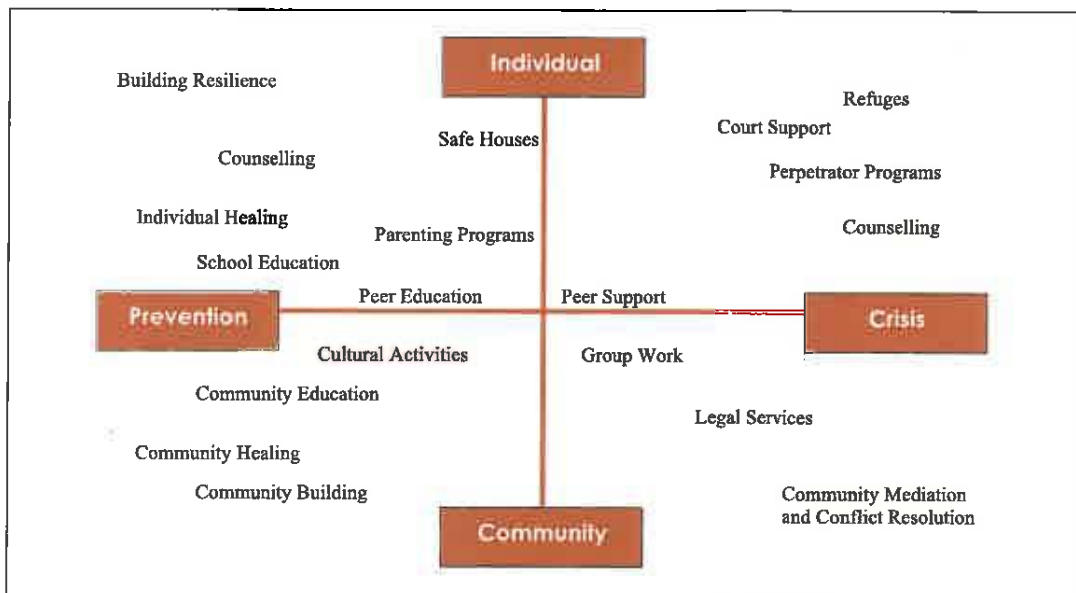 Individual
Building Resilience
Refuges
Court Support
Safe Houses
Counselling
Perpetrator Programs
Individual Healing
Counselling
Parenting Programs
School Education
Peer Education
Peer Support
Prevention
Crisis
Cultural Activities
Group Work
Community Education
Legal Services
Community Healing
Community Building
Community Mediation
and Conflict Resolution
Community